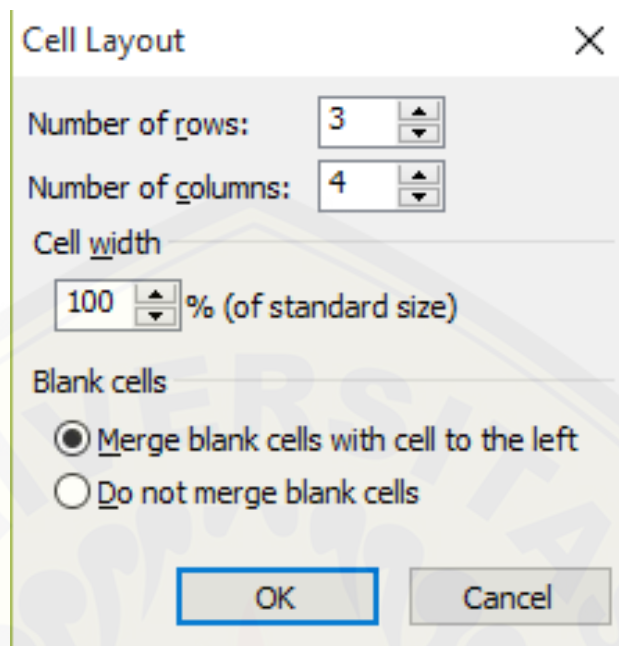 Cell Layout
Number of rows: 3
Number of columns: 4
Cell width
100 % (of standard size)
Blank cells
Merge blank cells with cell to the left
Do not merge blank cells
OK Cancel